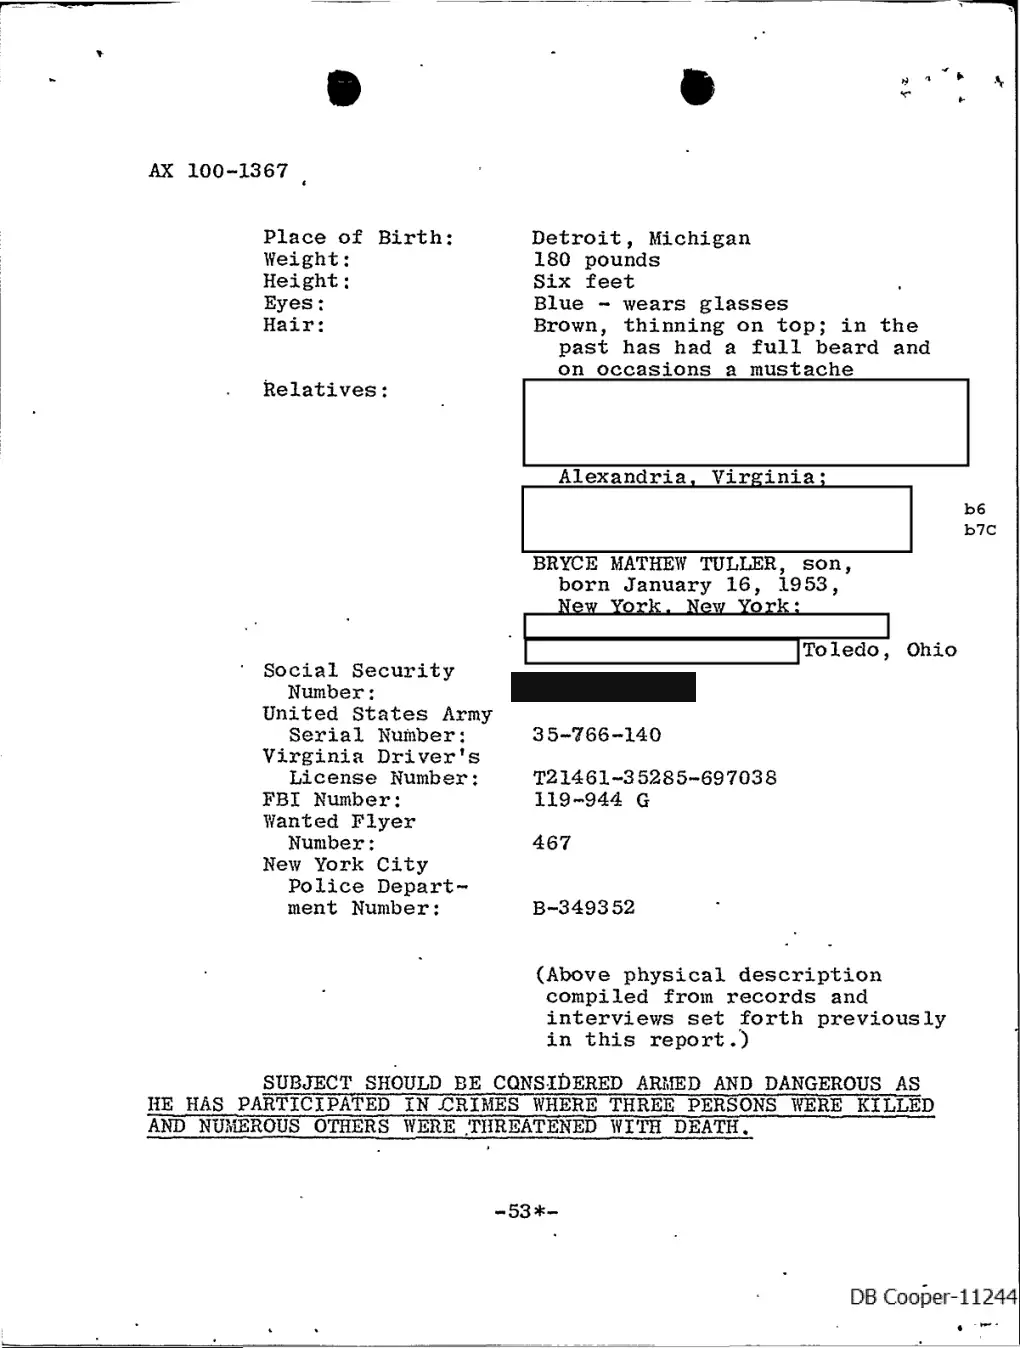 AX 100-1367
Place of Birth: Detroit, Michigan
Weight: 180 pounds
Height: Six feet
Eyes: Blue - wears glasses
Hair: Brown, thinning on top; in the
past has had a full beard and
on occasions a mustache
Relatives:
Alexandria, Virginia;
b6
b7C
BRYCE MATHEW TULLER, son,
born January 16, 1953,
New York, New York;
Toledo, Ohio
Social Security
Number:
United States Army
Serial Number: 35-766-140
Virginia Driver's
License Number: T21461-35285-697038
FBI Number: 119-944 G
Wanted Flyer
Number: 467
New York City
Police Depart-
ment Number: B-349352
(Above physical description
compiled from records and
interviews set forth previously
in this report.)
SUBJECT SHOULD BE CONSIDERED ARMED AND DANGEROUS AS
HE HAS PARTICIPATED IN CRIMES WHERE THREE PERSONS WERE KILLED
AND NUMEROUS OTHERS WERE THREATENED WITH DEATH.
-53*-
DB Cooper-11244